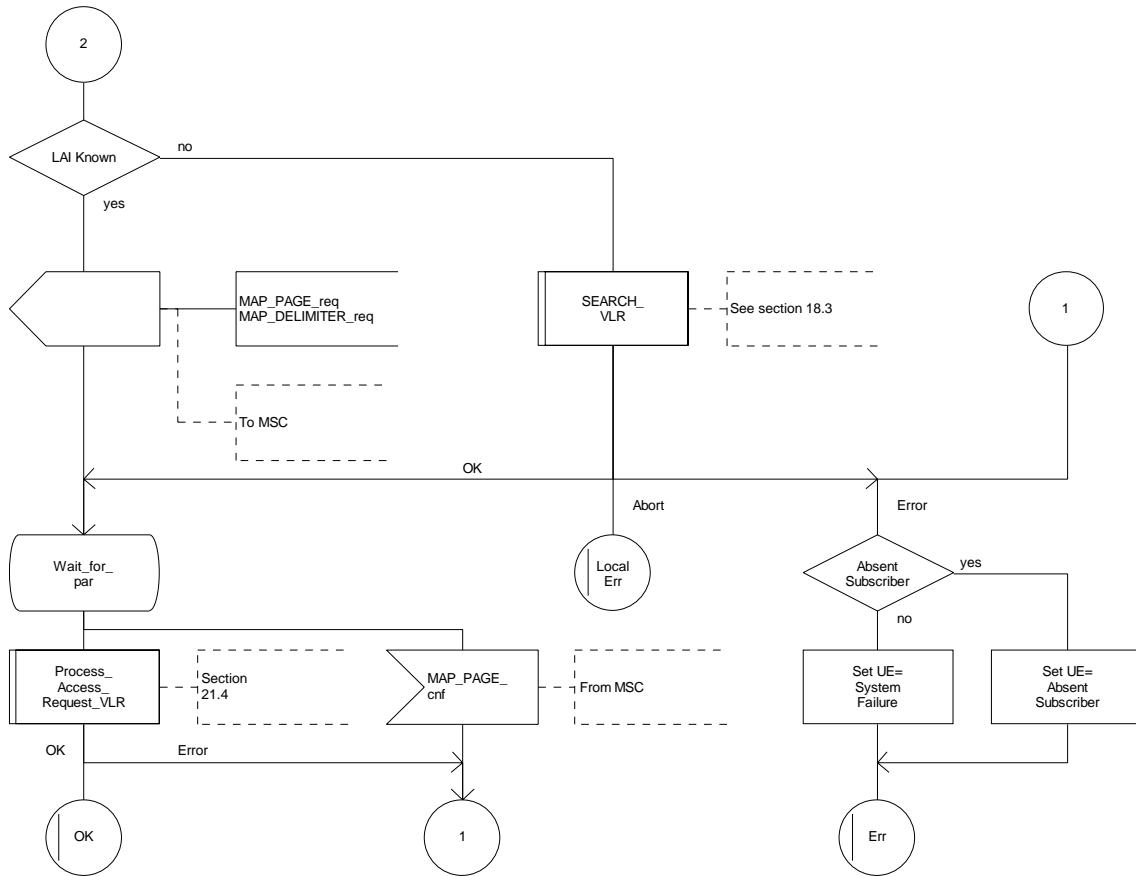 2
LAI Known
no
yes
MAP_PAGE_req
MAP_DELIMITER_req
SEARCH_
VLR
See section 18.3
1
To MSC
OK
Abort
Error
Wait_for_
par
Local
Err
Absent
Subscriber
yes
no
Process_
Access_
Request_VLR
Section
21.4
MAP_PAGE_
cnf
From MSC
Set UE=
System
Failure
Set UE=
Absent
Subscriber
OK
Error
OK
1
Err